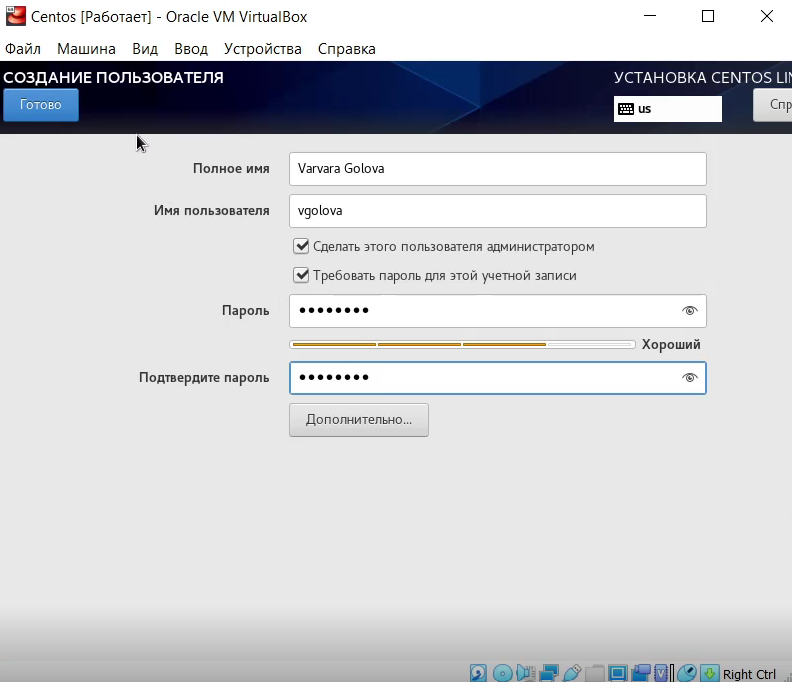 Centos [Работает] - Oracle VM VirtualBox
Файл Машина Вид Ввод Устройства Справка
СОЗДАНИЕ ПОЛЬЗОВАТЕЛЯ УСТАНОВКА CENTOS LIN
Готово us Спр
Полное имя Varvara Golova
Имя пользователя vgolova
Сделать этого пользователя администратором
Требовать пароль для этой учетной записи
Пароль ••••••••
Хороший
Подтвердите пароль ••••••••
Дополнительно...
Right Ctrl